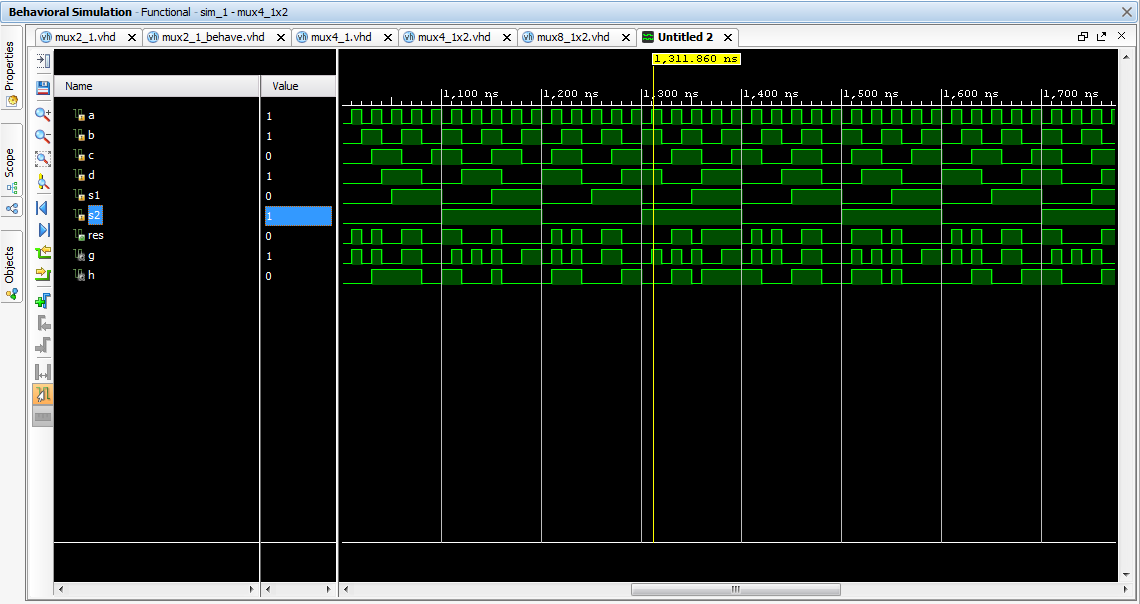 Behavioral Simulation - Functional - sim_1 - mux4_1x2
mux2_1.vhd
mux2_1_behave.vhd
mux4_1.vhd
mux4_1x2.vhd
mux8_1x2.vhd
Untitled 2
Properties
Scope
Objects
1,311.860 ns
Name Value
1,100 ns 1,200 ns 1,300 ns 1,400 ns 1,500 ns 1,600 ns 1,700 ns
a 1
b 1
c 0
d 1
s1 0
s2 1
res 0
g 1
h 0